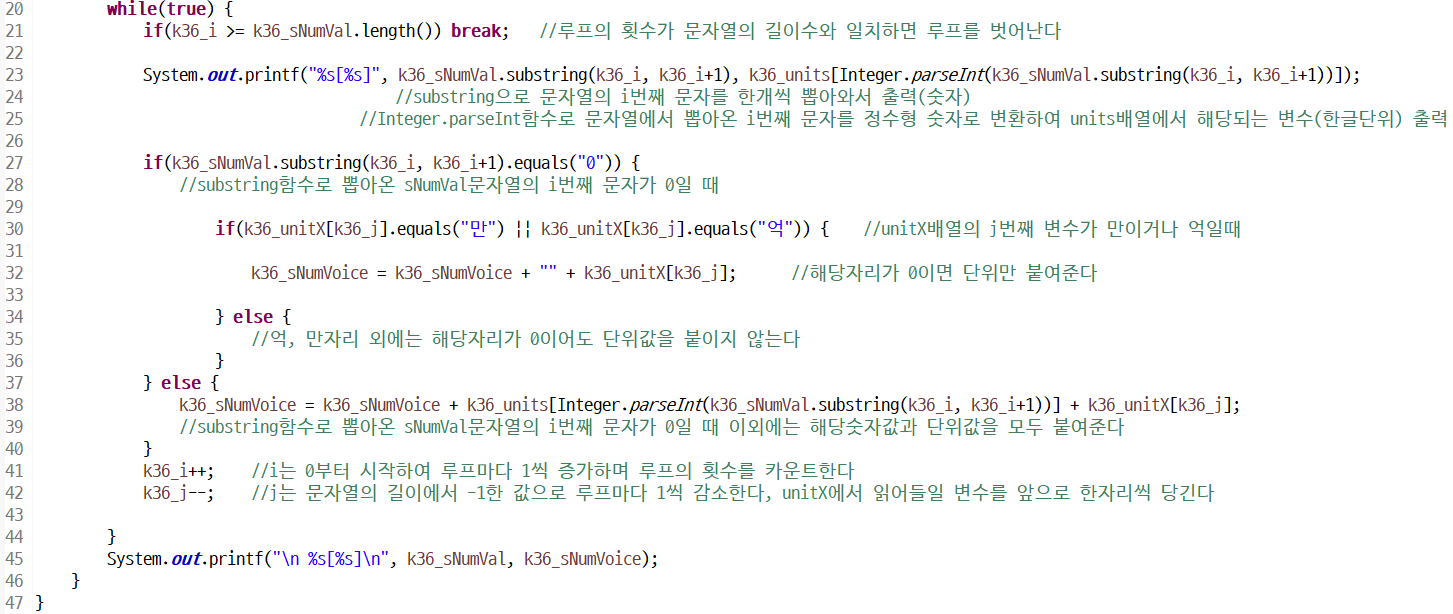 20 while(true) {
21 if(k36_i >= k36_sNumVal.length()) break; //루프의 횟수가 문자열의 길이수와 일치하면 루프를 벗어난다
22
23 System.out.printf("%s[%s]", k36_sNumVal.substring(k36_i, k36_i+1), k36_units[Integer.parseInt(k36_sNumVal.substring(k36_i, k36_i+1))]);
24 //substring으로 문자열의 i번째 문자를 한개씩 뽑아와서 출력(숫자)
25 //Integer.parseInt함수로 문자열에서 뽑아온 i번째 문자를 정수형 숫자로 변환하여 units배열에서 해당되는 변수(한글단위) 출력
26
27 if(k36_sNumVal.substring(k36_i, k36_i+1).equals("0")) {
28 //substring함수로 뽑아온 sNumVal문자열의 i번째 문자가 0일 때
29
30 if(k36_unitX[k36_j].equals("만") || k36_unitX[k36_j].equals("억")) { //unitX배열의 j번째 변수가 만이거나 억일때
31
32 k36_sNumVoice = k36_sNumVoice + "" + k36_unitX[k36_j]; //해당자리가 0이면 단위만 붙여준다
33
34 } else {
35 //억, 만자리 외에는 해당자리가 0이어도 단위값을 붙이지 않는다
36 }
37 } else {
38 k36_sNumVoice = k36_sNumVoice + k36_units[Integer.parseInt(k36_sNumVal.substring(k36_i, k36_i+1))] + k36_unitX[k36_j];
39 //substring함수로 뽑아온 sNumVal문자열의 i번째 문자가 0일 때 이외에는 해당숫자값과 단위값을 모두 붙여준다
40 }
41 k36_i++; //i는 0부터 시작하여 루프마다 1씩 증가하며 루프의 횟수를 카운트한다
42 k36_j--; //j는 문자열의 길이에서 -1한 값으로 루프마다 1씩 감소한다, unitX에서 읽어들일 변수를 앞으로 한자리씩 당긴다
43
44 }
45 System.out.printf("\n %s[%s]\n", k36_sNumVal, k36_sNumVoice);
46 }
47 }